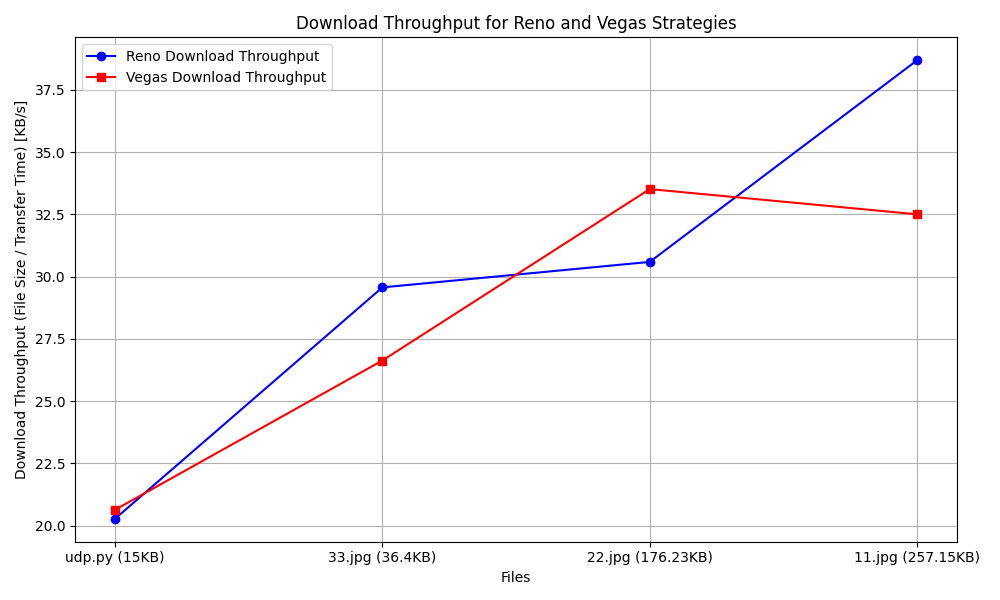 Download Throughput for Reno and Vegas Strategies
Reno Download Throughput
Vegas Download Throughput
Download Throughput (File Size / Transfer Time) [KB/s]
37.5
35.0
32.5
30.0
27.5
25.0
22.5
20.0
udp.py (15KB)
33.jpg (36.4KB)
22.jpg (176.23KB)
11.jpg (257.15KB)
Files